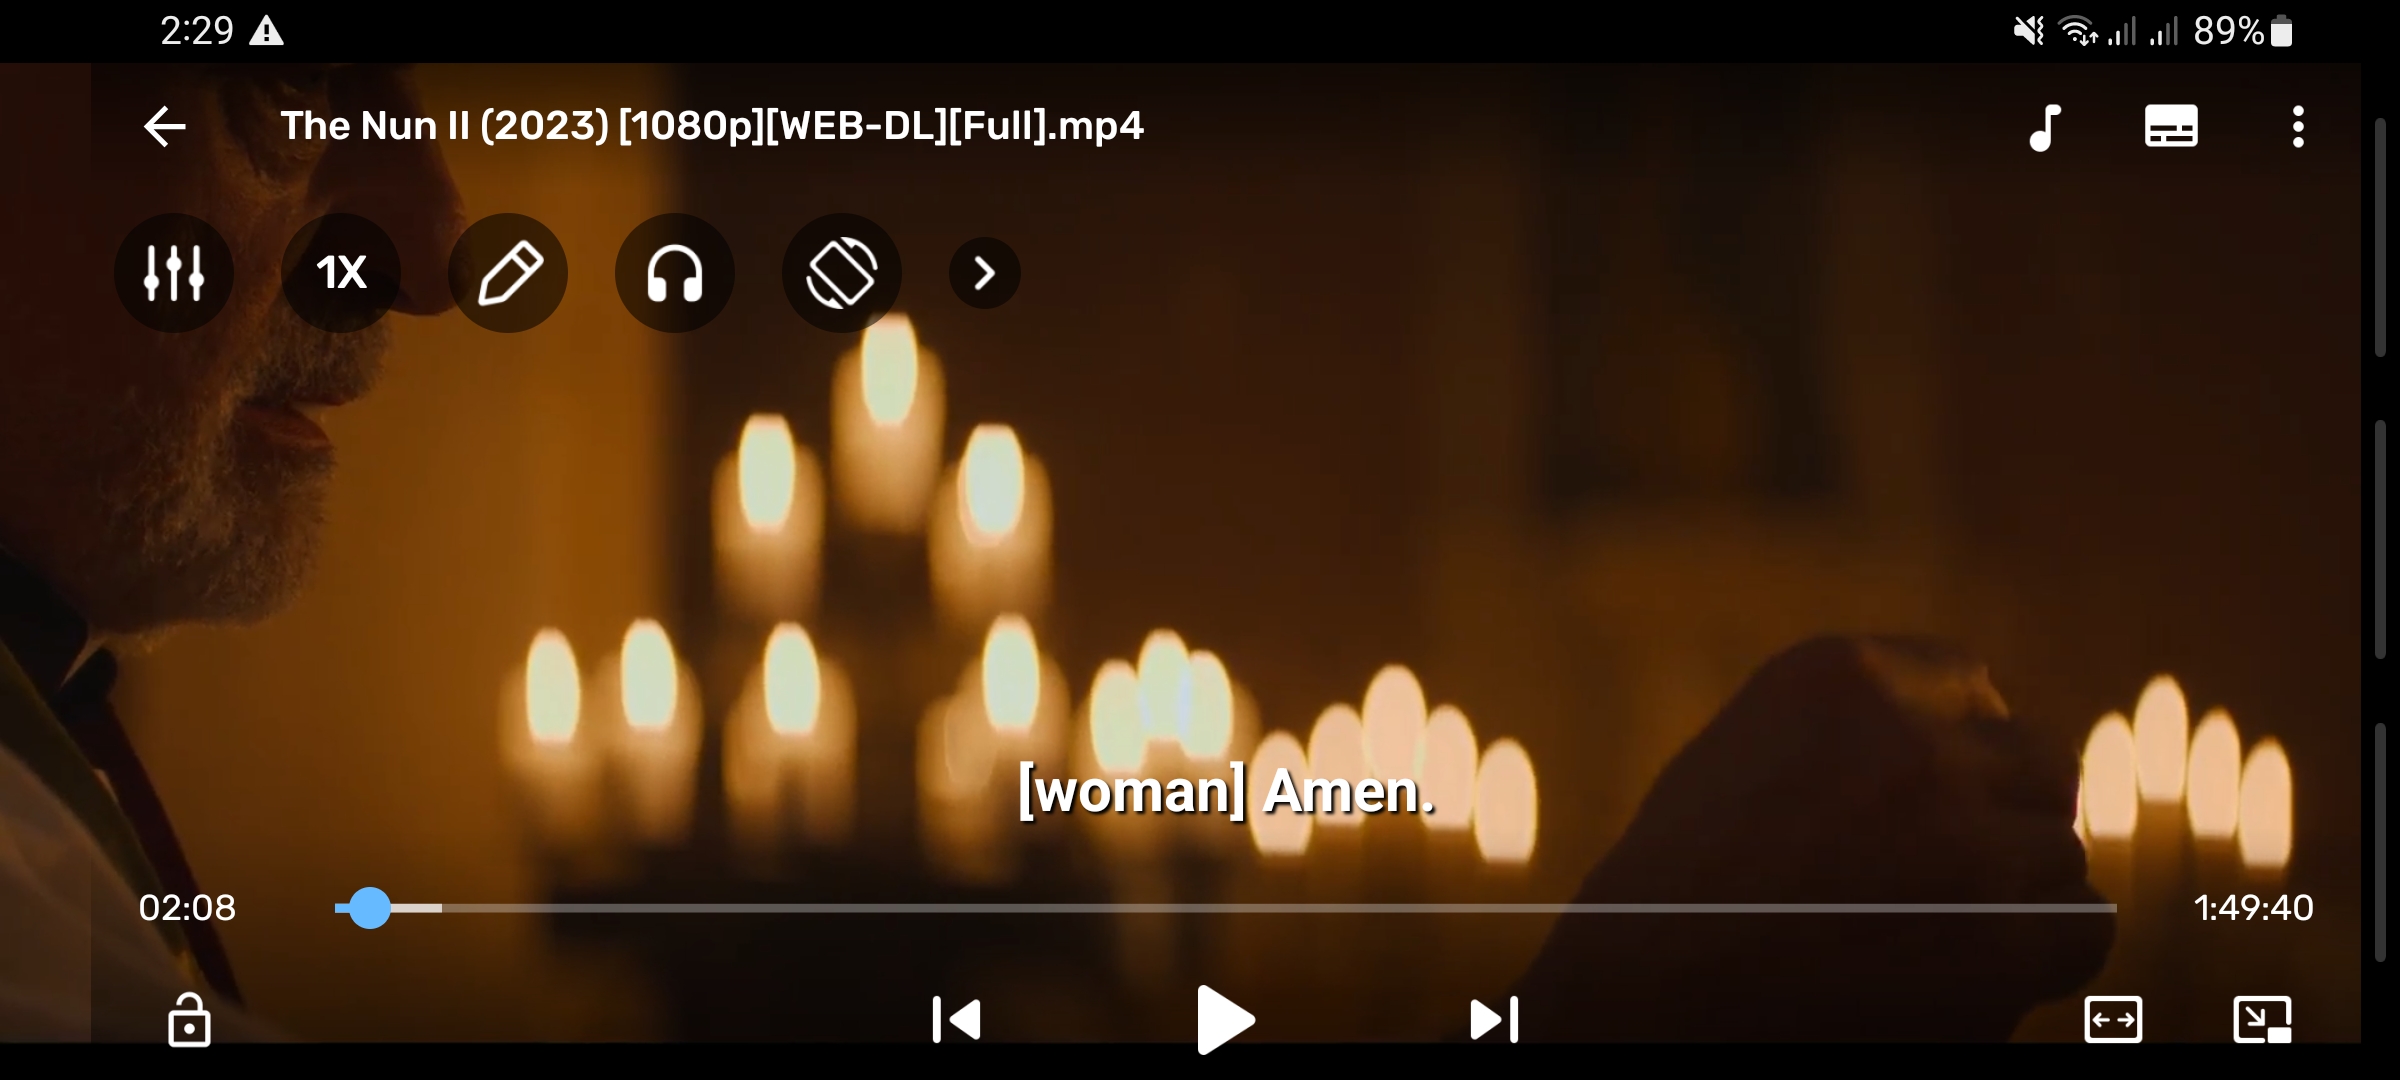 2:29
89%
The Nun II (2023) [1080p][WEB-DL][Full].mp4
1X
[woman] Amen.
02:08
1:49:40